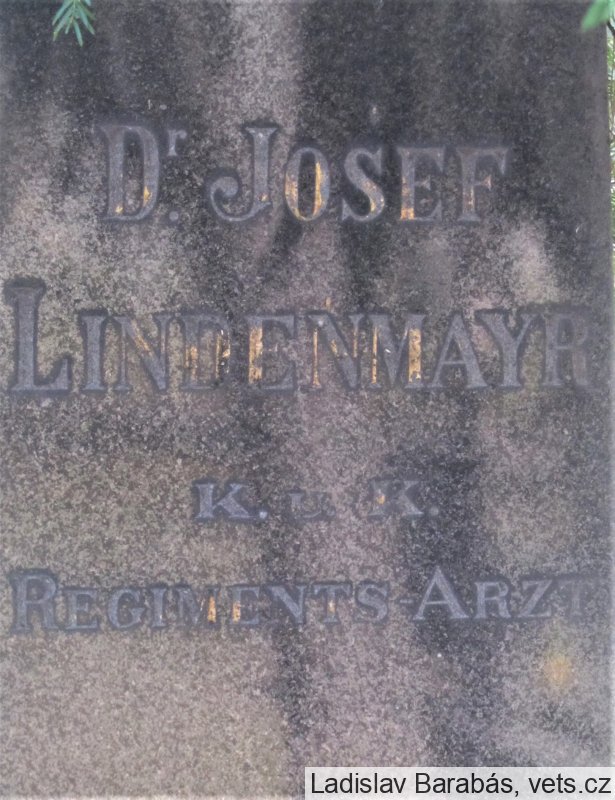 Dr. Josef
Lindenmayr
K. u. K.
Regiments-Arzt
Ladislav Barabás, vets.cz